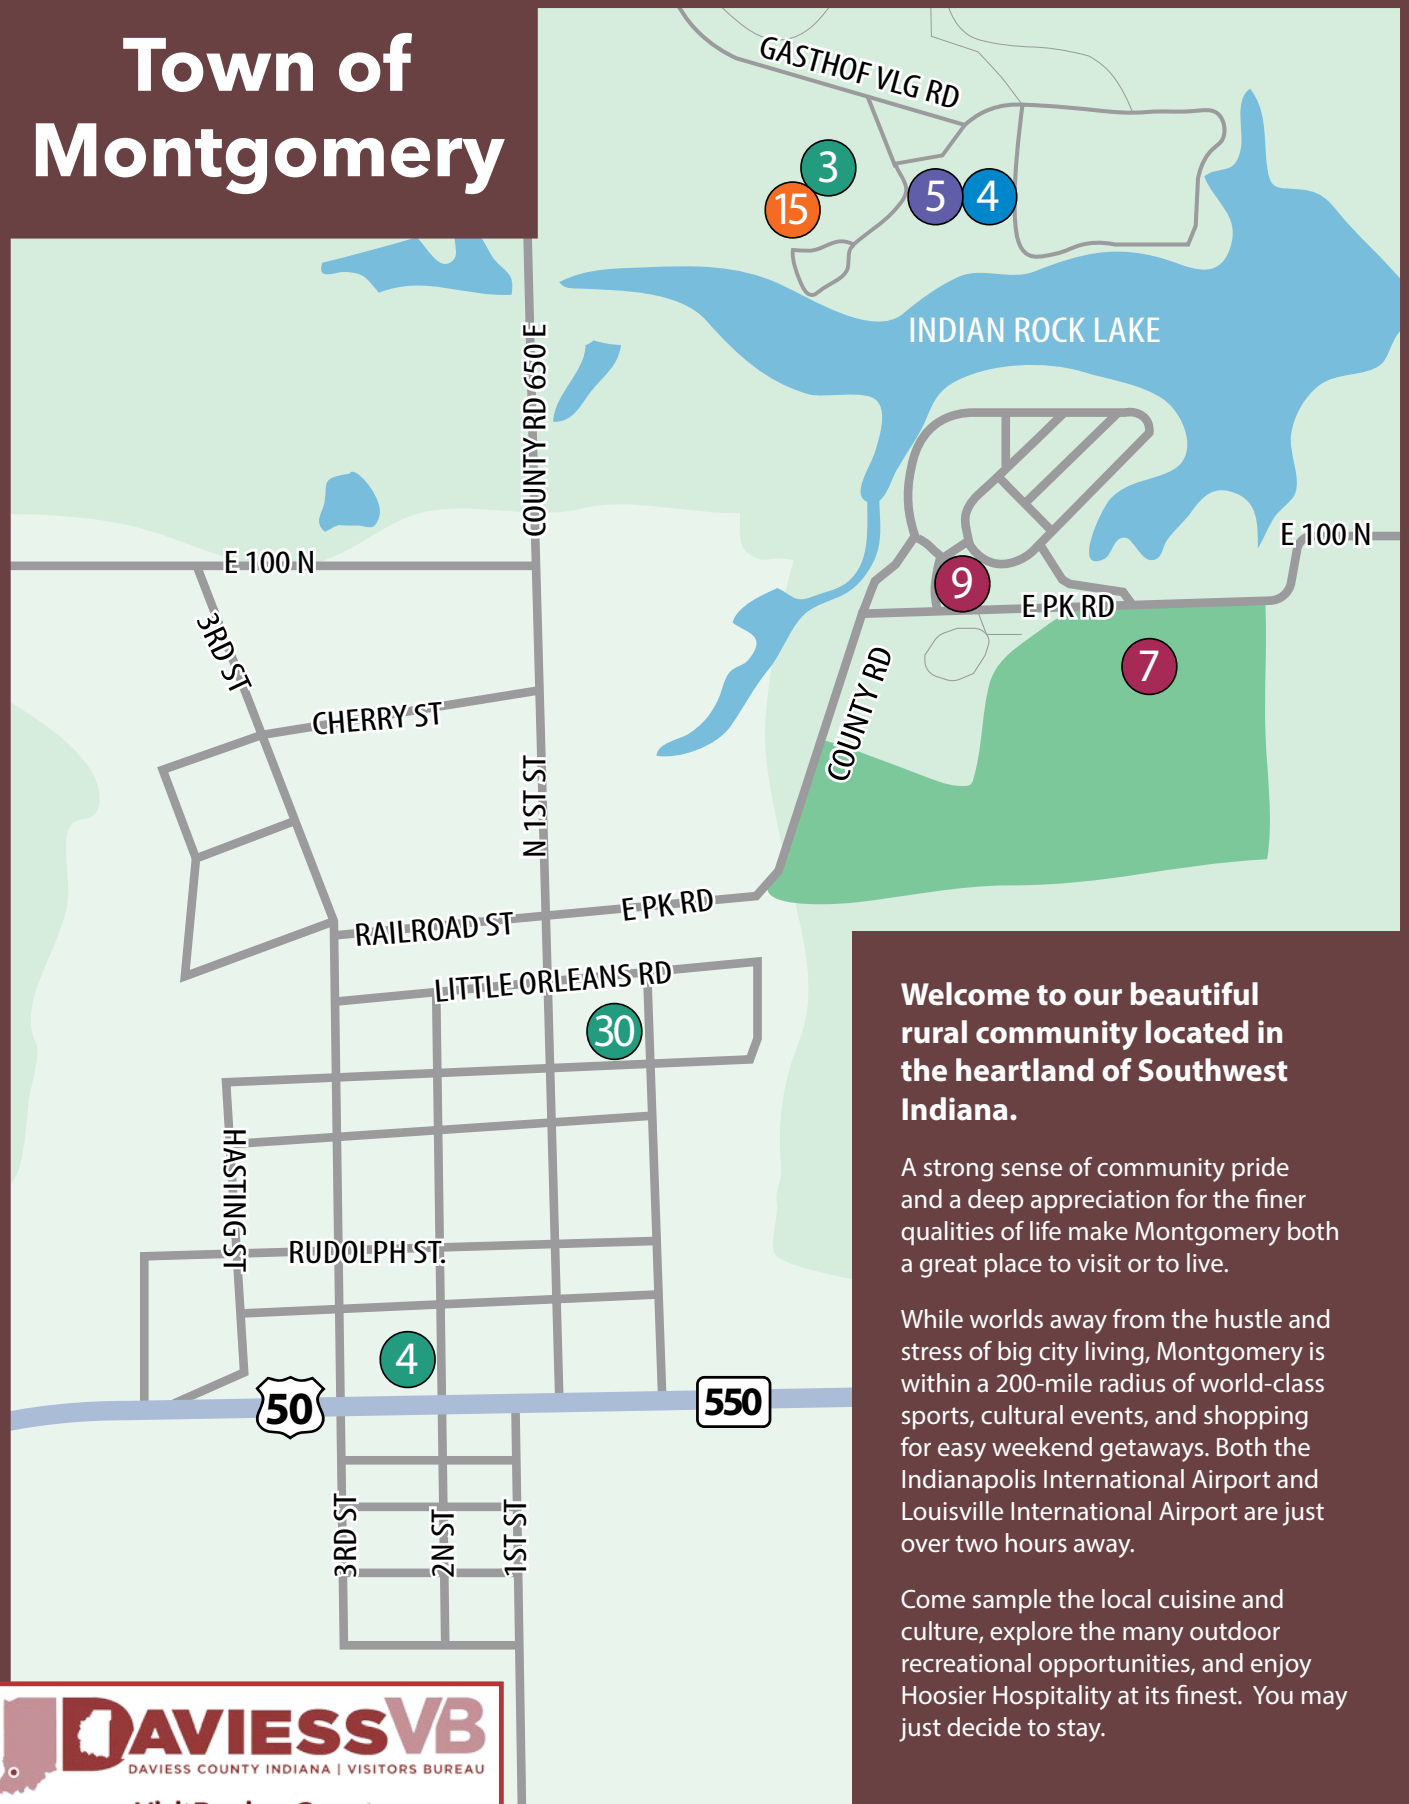 Town of
Montgomery
GASTHOF VLG RD
3
15
5
4
INDIAN ROCK LAKE
COUNTY RD 650 E
E 100 N
E 100 N
9
E PK RD
3RD ST
7
COUNTY RD
CHERRY ST
N 1ST ST
E PK RD
RAILROAD ST
LITTLE ORLEANS RD
30
HASTING ST
RUDOLPH ST.
4
50
550
3RD ST
2N ST
1ST ST
Welcome to our beautiful
rural community located in
the heartland of Southwest
Indiana.
A strong sense of community pride
and a deep appreciation for the finer
qualities of life make Montgomery both
a great place to visit or to live.
While worlds away from the hustle and
stress of big city living, Montgomery is
within a 200-mile radius of world-class
sports, cultural events, and shopping
for easy weekend getaways. Both the
Indianapolis International Airport and
Louisville International Airport are just
over two hours away.
Come sample the local cuisine and
culture, explore the many outdoor
recreational opportunities, and enjoy
Hoosier Hospitality at its finest.  You may
just decide to stay.
DAVIESSVB
DAVIESS COUNTY INDIANA | VISITORS BUREAU